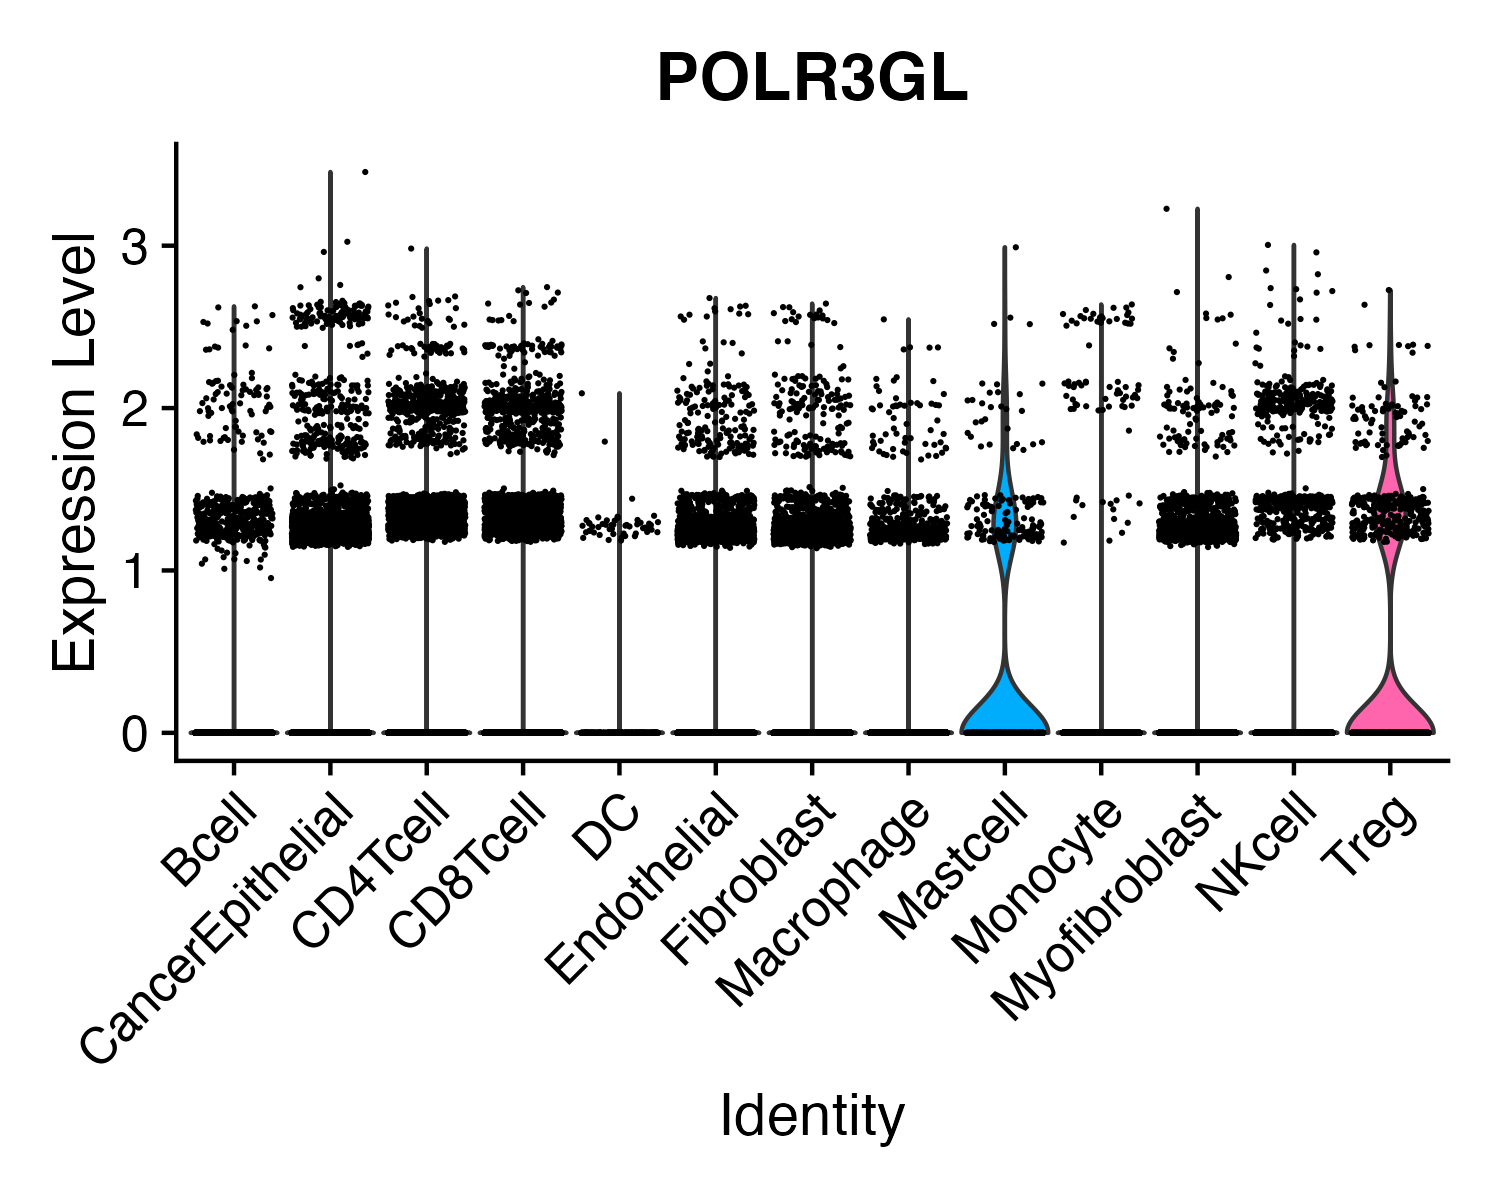 POLR3GL
Expression Level
3
2
1
0
Bcell
CancerEpithelial
CD4Tcell
CD8Tcell
DC
Endothelial
Fibroblast
Macrophage
Mastcell
Monocyte
Myofibroblast
NKcell
Treg
Identity